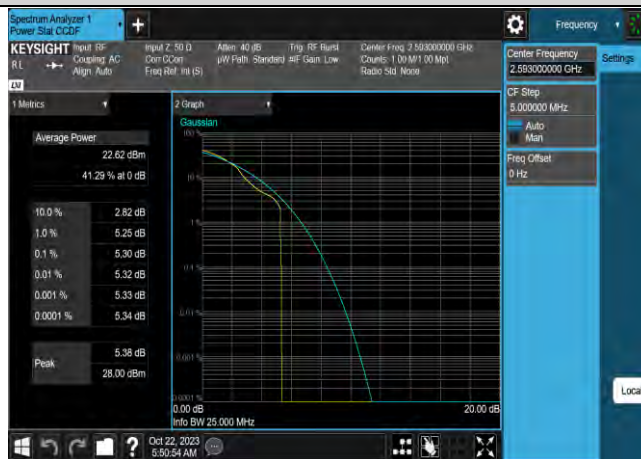 Spectrum Analyzer 1
Power Stat CCDF
+
Frequency
KEYSIGHT
RL
Input: RF
Coupling: AC
Align: Auto
Input Z: 50 Ω
Corr CCorr
Freq Ref: Int (S)
Atten: 40 dB
µW Path: Standard
#IF Gain: Low
Trig: RF Burst
Center Freq: 2.593000000 GHz
Counts: 1.00 M/1.00 Mpt
Radio Std: None
LNI
1 Metrics
Average Power
22.62 dBm
41.29 % at 0 dB
10.0 % 2.82 dB
1.0 % 5.25 dB
0.1 % 5.30 dB
0.01 % 5.32 dB
0.001 % 5.33 dB
0.0001 % 5.34 dB
Peak 5.38 dB
28.00 dBm
2 Graph
Gaussian
100 %
10 %
1 %
0.1 %
0.01 %
0.001 %
0.0001 %
0.00 dB
20.00 dB
Info BW 25.000 MHz
Center Frequency
2.593000000 GHz
Settings
CF Step
5.000000 MHz
Auto
Man
Freq Offset
0 Hz
Local
?
Oct 22, 2023
5:50:54 AM